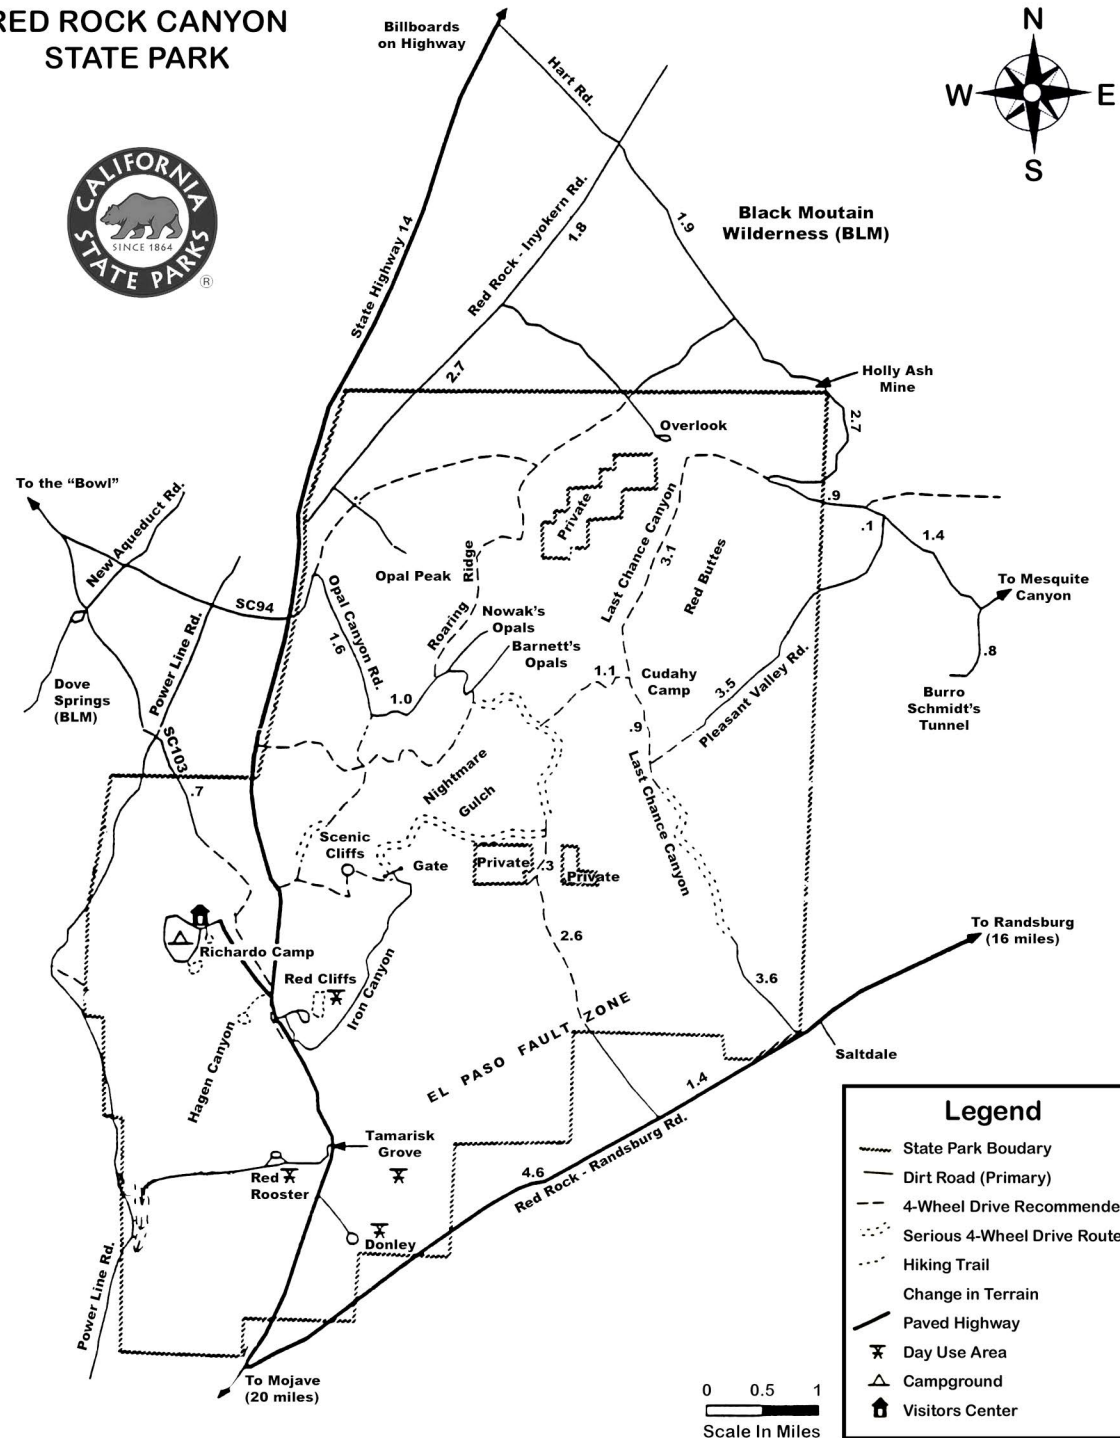 RED ROCK CANYON
STATE PARK
CALIFORNIA
STATE PARKS
SINCE 1864
®
N
W
E
S
Billboards
on Highway
Hart Rd.
State Highway 14
Red Rock - Inyokern Rd.
1.8
1.9
Black Moutain
Wilderness (BLM)
2.7
Holly Ash
Mine
2.7
Overlook
To the “Bowl”
New Aqueduct Rd.
Private
Last Chance Canyon
3.1
Red Buttes
.9
.1
1.4
To Mesquite
Canyon
.8
Burro
Schmidt’s
Tunnel
Opal Peak
Roaring
Ridge
Nowak’s
Opals
Barnett’s
Opals
SC94
Opal Canyon Rd.
1.6
1.0
1.1
Cudahy
Camp
3.5
Pleasant Valley Rd.
.9
Dove
Springs
(BLM)
Power Line Rd.
SC103
.7
Nightmare
Gulch
Last Chance Canyon
Scenic
Cliffs
Gate
Private
.3
Private
2.6
Richardo Camp
Red Cliffs
Iron Canyon
Hagen Canyon
3.6
To Randsburg
(16 miles)
EL PASO FAULT ZONE
Saltdale
1.4
Red Rock - Randsburg Rd.
4.6
Tamarisk
Grove
Red
Rooster
Donley
Power Line Rd.
To Mojave
(20 miles)
0 0.5 1
Scale In Miles
Legend
State Park Boudary
Dirt Road (Primary)
4-Wheel Drive Recommende
Serious 4-Wheel Drive Route
Hiking Trail
Change in Terrain
Paved Highway
Day Use Area
Campground
Visitors Center